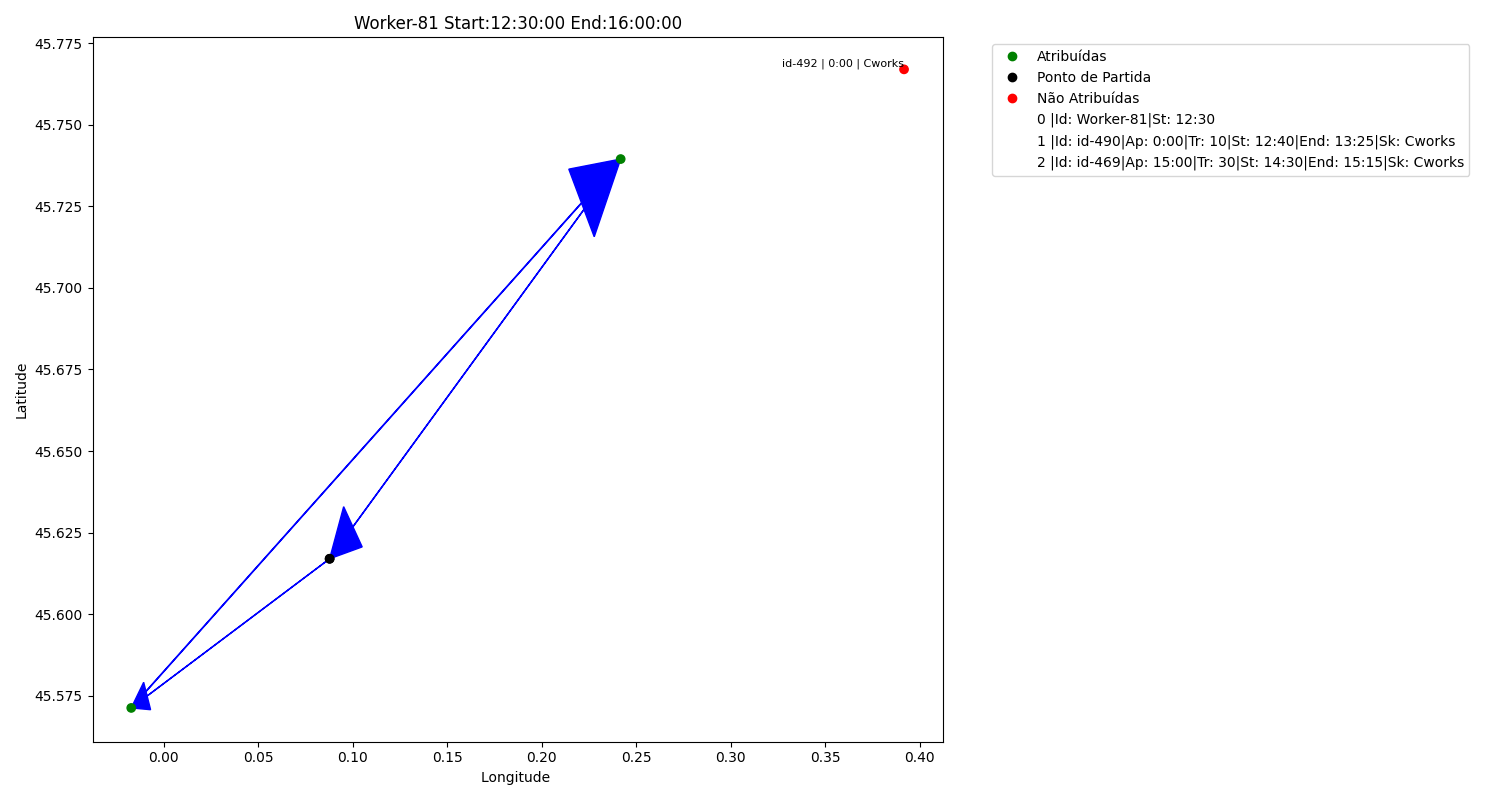 Worker-81 Start:12:30:00 End:16:00:00
id-492 | 0:00 | Cworks
45.775
45.750
45.725
45.700
45.675
45.650
45.625
45.600
45.575
Latitude
0.00 0.05 0.10 0.15 0.20 0.25 0.30 0.35 0.40
Longitude
Atribuídas
Ponto de Partida
Não Atribuídas
0 |Id: Worker-81|St: 12:30
1 |Id: id-490|Ap: 0:00|Tr: 10|St: 12:40|End: 13:25|Sk: Cworks
2 |Id: id-469|Ap: 15:00|Tr: 30|St: 14:30|End: 15:15|Sk: Cworks